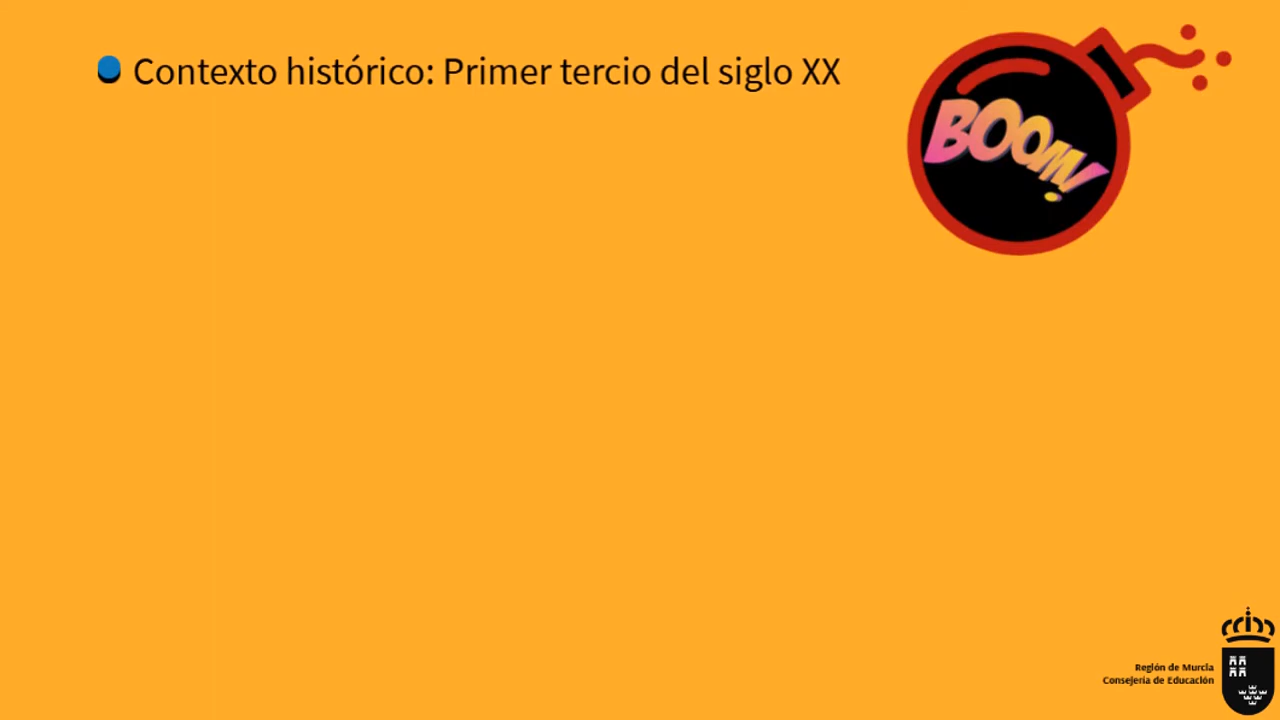 Contexto histórico: Primer tercio del siglo XX
BOOM!
Región de Murcia
Consejería de Educación